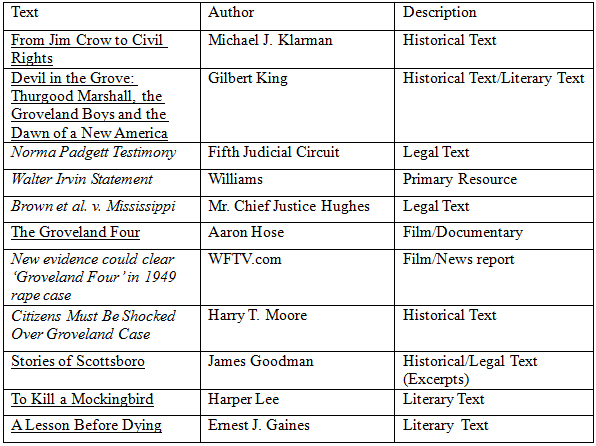 Text Author Description
From Jim Crow to Civil Michael J. Klarman Historical Text
Rights
Devil in the Grove: Gilbert King Historical Text/Literary Text
Thurgood Marshall, the
Groveland Boys and the
Dawn of a New America
Norma Padgett Testimony Fifth Judicial Circuit Legal Text
Walter Irvin Statement Williams Primary Resource
Brown et al. v. Mississippi Mr. Chief Justice Hughes Legal Text
The Groveland Four Aaron Hose Film/Documentary
New evidence could clear WFTV.com Film/News report
‘Groveland Four’ in 1949
rape case
Citizens Must Be Shocked Harry T. Moore Historical Text
Over Groveland Case
Stories of Scottsboro James Goodman Historical/Legal Text
(Excerpts)
To Kill a Mockingbird Harper Lee Literary Text
A Lesson Before Dying Ernest J. Gaines Literary Text